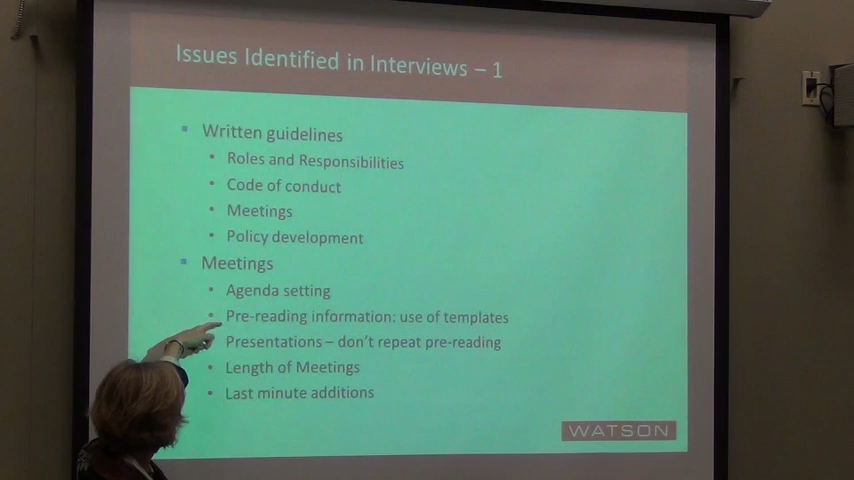 Issues Identified in Interviews – 1
Written guidelines
Roles and Responsibilities
Code of conduct
Meetings
Policy development
Meetings
Agenda setting
Pre-reading information: use of templates
Presentations – don't repeat pre-reading
Length of Meetings
Last minute additions
WATSON